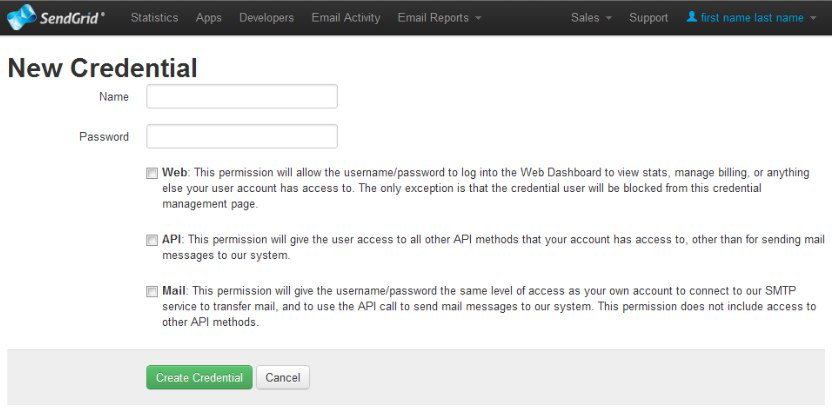 SendGrid® Statistics Apps Developers Email Activity Email Reports Sales Support first name last name
New Credential
Name
Password
Web: This permission will allow the username/password to log into the Web Dashboard to view stats, manage billing, or anything
else your user account has access to. The only exception is that the credential user will be blocked from this credential
management page.
API: This permission will give the user access to all other API methods that your account has access to, other than for sending mail
messages to our system.
Mail: This permission will give the username/password the same level of access as your own account to connect to our SMTP
service to transfer mail, and to use the API call to send mail messages to our system. This permission does not include access to
other API methods.
Create Credential Cancel